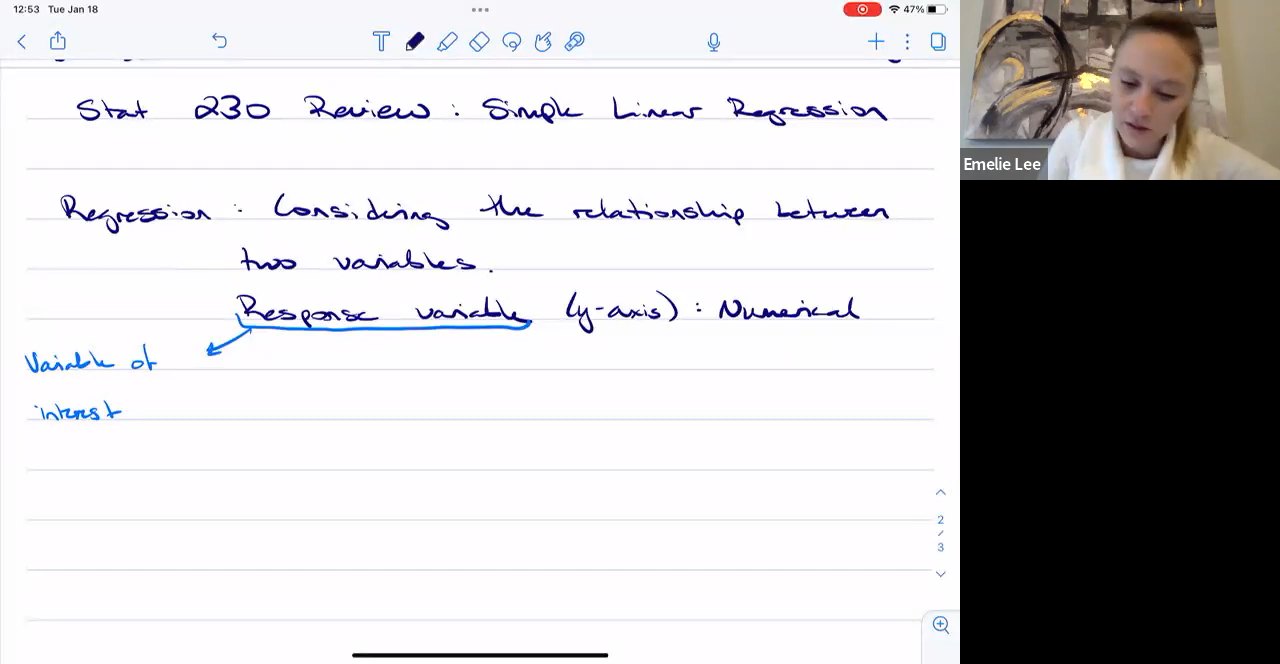 12:53 Tue Jan 18
47%
Stat 230 Review: Simple Linear Regression
Regression: Considering the relationship between
two variables.
Response variable (y-axis): Numerical
Variable of
interest
2
/
3
Emelie Lee